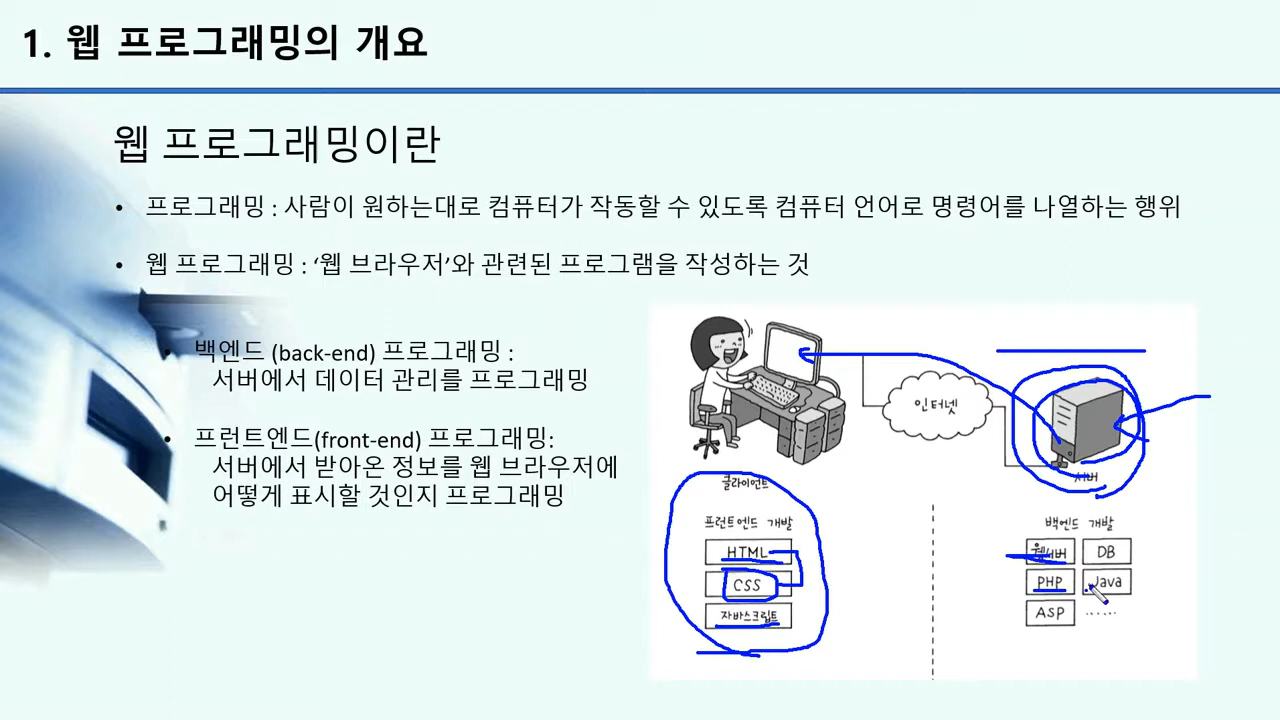 1. 웹 프로그래밍의 개요
웹 프로그래밍이란
• 프로그래밍 : 사람이 원하는대로 컴퓨터가 작동할 수 있도록 컴퓨터 언어로 명령어를 나열하는 행위
• 웹 프로그래밍 : ‘웹 브라우저’와 관련된 프로그램을 작성하는 것
• 백엔드 (back-end) 프로그래밍 :
서버에서 데이터 관리를 프로그래밍
• 프런트엔드(front-end) 프로그래밍:
서버에서 받아온 정보를 웹 브라우저에
어떻게 표시할 것인지 프로그래밍
인터넷
클라이언트
서버
프런트엔드 개발
HTML
CSS
자바스크립트
백엔드 개발
웹서버 DB
PHP Java
ASP ......